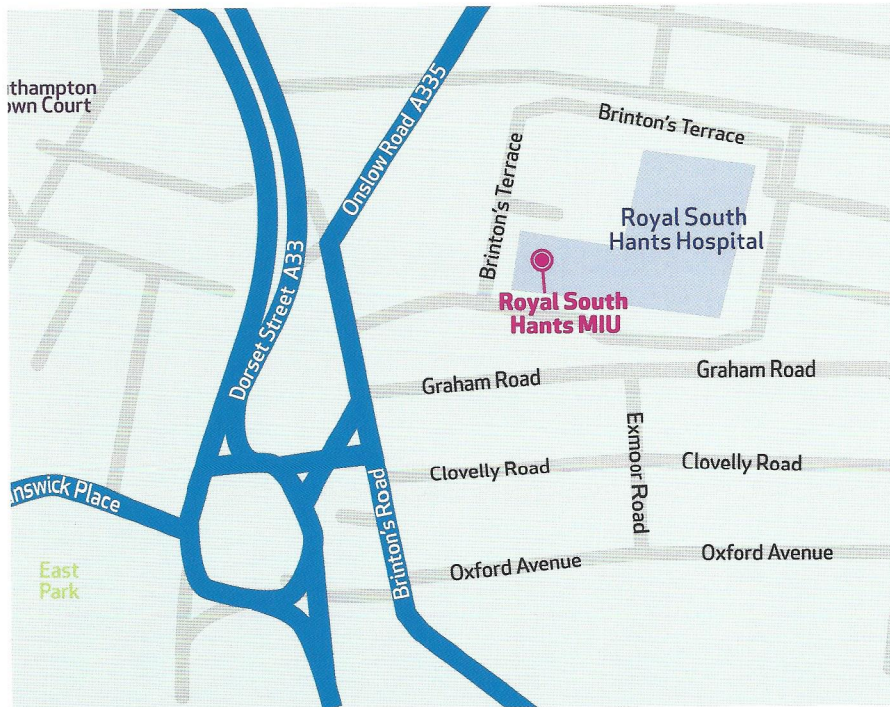 uthampton
own Court
Onslow Road A335
Brinton's Terrace
Brinton's Terrace
Royal South
Hants Hospital
Dorset Street A33
Royal South
Hants MIU
Graham Road
Graham Road
Exmoor Road
Clovelly Road
Clovelly Road
nswick Place
Brinton's Road
Oxford Avenue
Oxford Avenue
East
Park